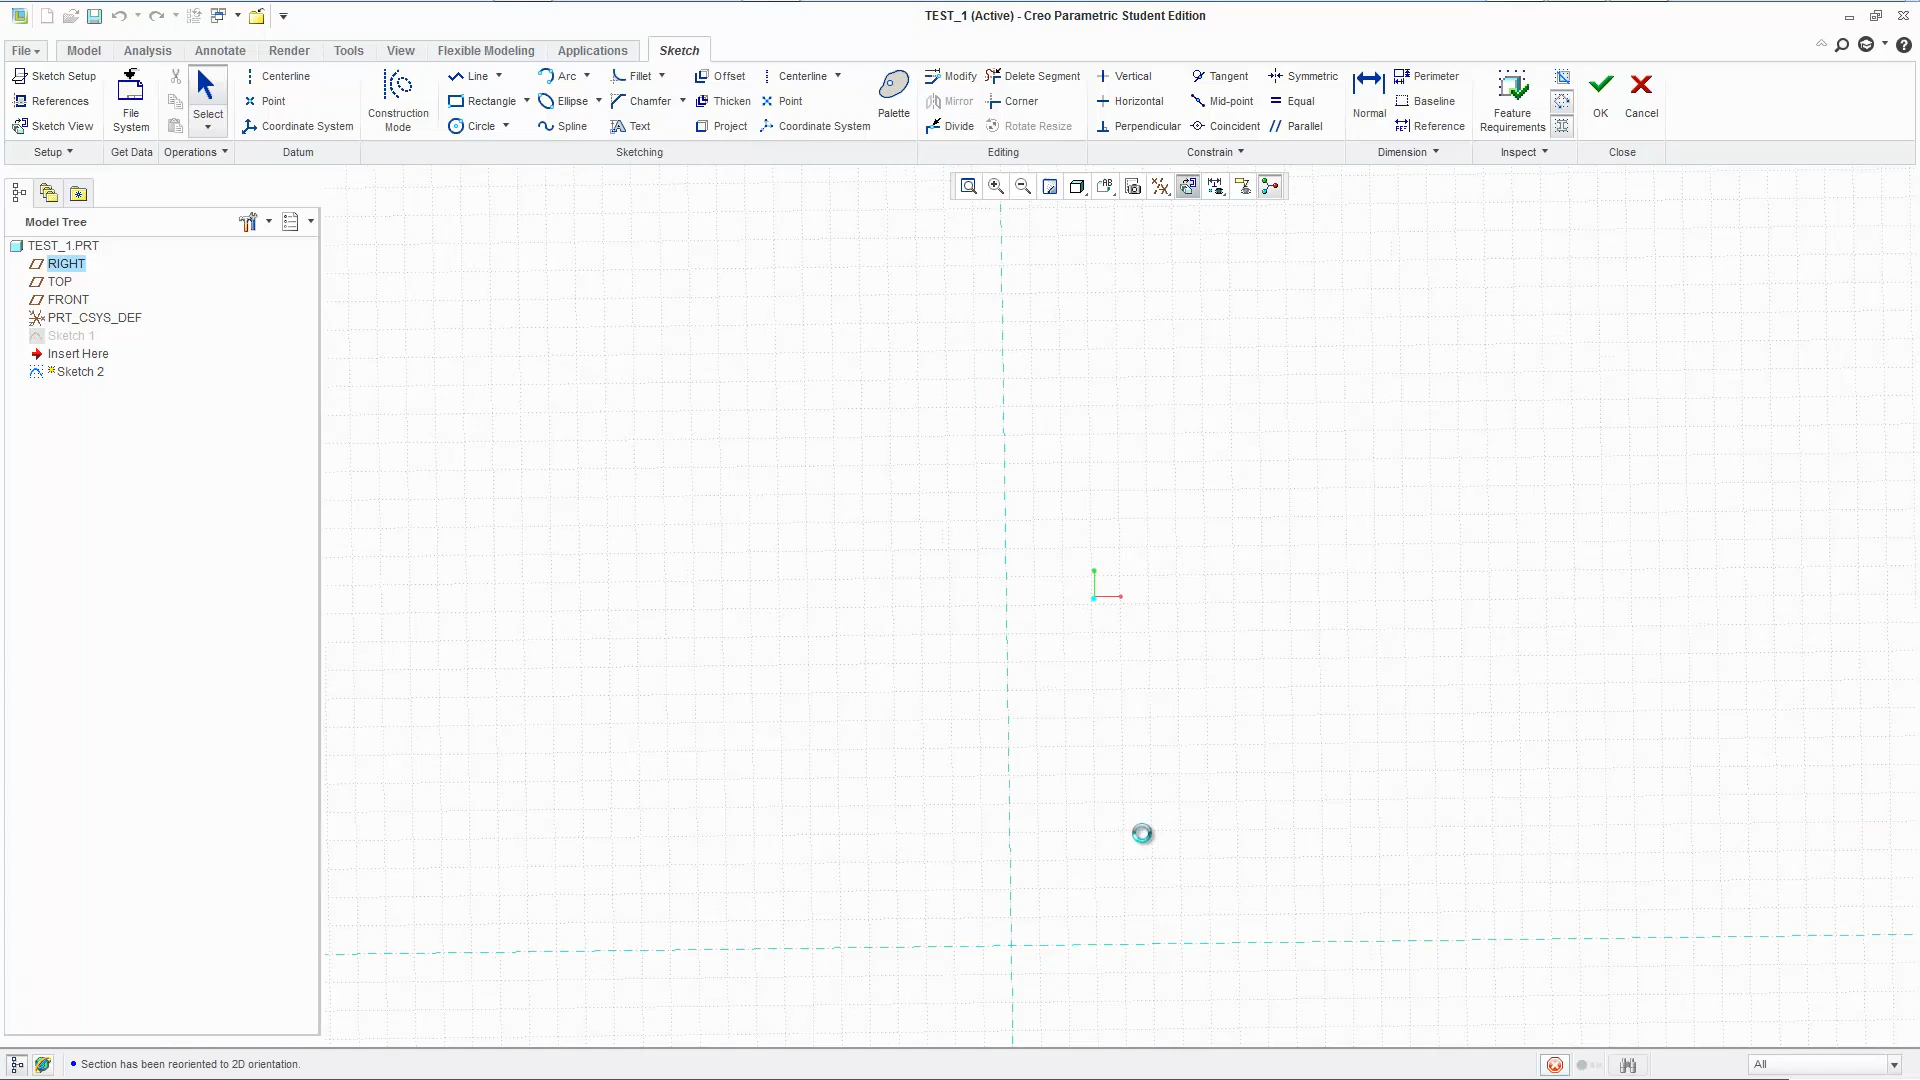 TEST_1 (Active) - Creo Parametric Student Edition
File Model Analysis Annotate Render Tools View Flexible Modeling Applications Sketch
Sketch Setup Centerline Line Arc Fillet Offset Centerline Modify Delete Segment Vertical Tangent Symmetric Perimeter
References Point Rectangle Ellipse Chamfer Thicken Point Mirror Corner Horizontal Mid-point Equal Baseline
Sketch View Coordinate System Circle Spline Text Project Coordinate System Divide Rotate Resize Perpendicular Coincident Parallel Reference
File System Select Construction Mode Palette Normal Feature Requirements OK Cancel
Setup Get Data Operations Datum Sketching Editing Constrain Dimension Inspect Close
Model Tree
TEST_1.PRT
RIGHT
TOP
FRONT
PRT_CSYS_DEF
Sketch 1
Insert Here
Sketch 2
Section has been reoriented to 2D orientation.
All